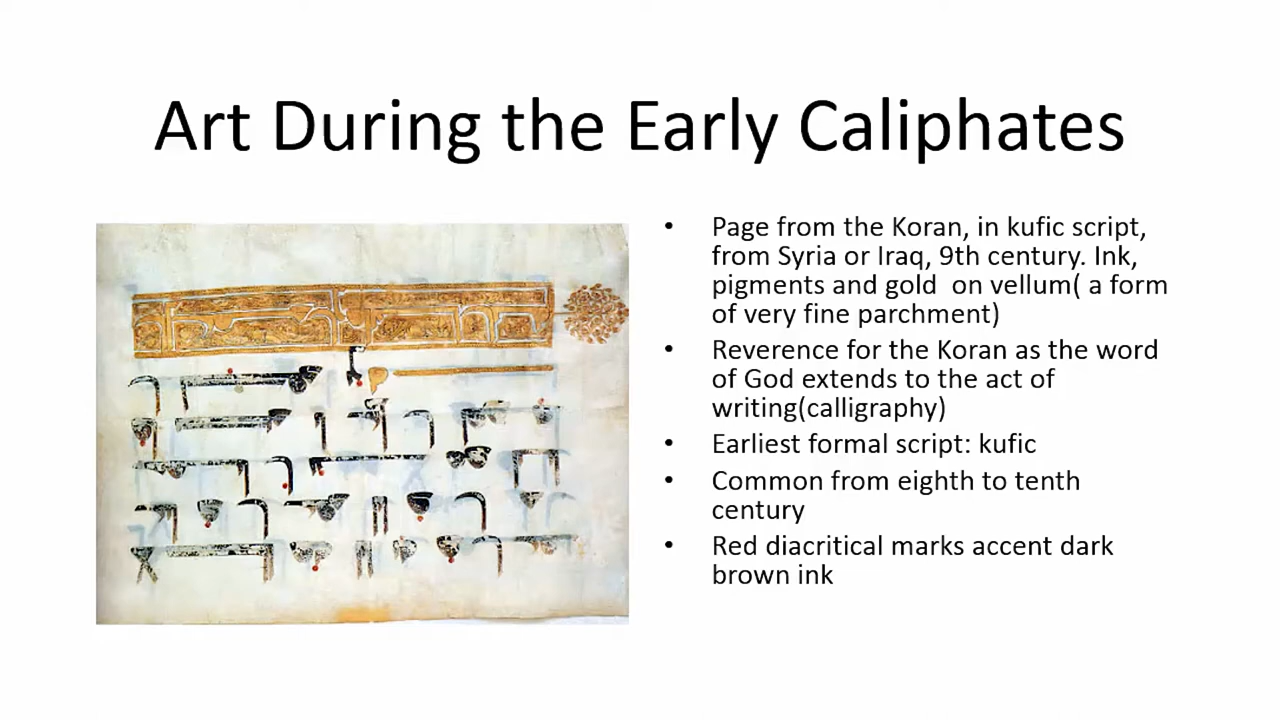 Art During the Early Caliphates
• Page from the Koran, in kufic script,
from Syria or Iraq, 9th century. Ink,
pigments and gold  on vellum( a form
of very fine parchment)
• Reverence for the Koran as the word
of God extends to the act of
writing(calligraphy)
• Earliest formal script: kufic
• Common from eighth to tenth
century
• Red diacritical marks accent dark
brown ink